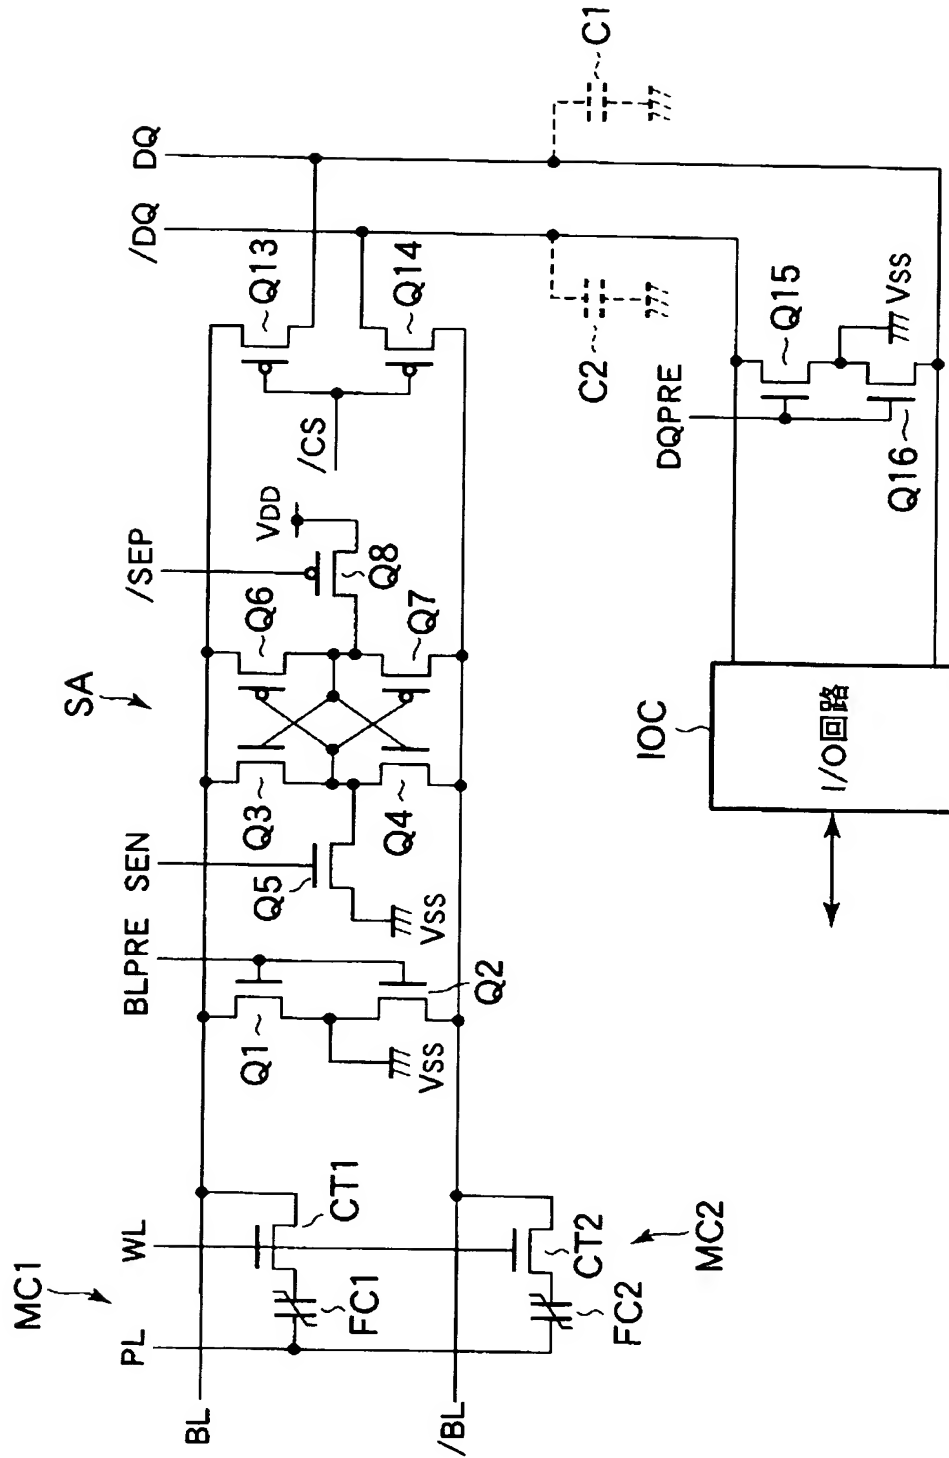 MC1
PL
WL
BLPRE
SEN
SA
/SEP
/DQ
DQ
BL
/BL
FC1
CT1
FC2
CT2
MC2
Q1
Q2
VSS
Q5
VSS
Q3
Q4
Q6
Q7
Q8
VDD
/CS
Q13
Q14
C2
C1
DQPRE
Q15
Q16
VSS
IOC
I/O回路